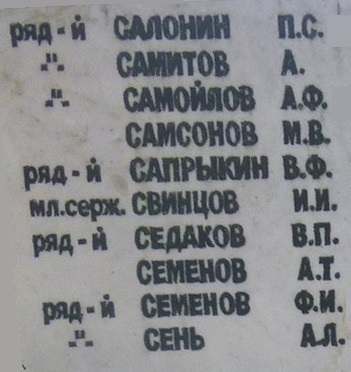 ряд-й САЛОНИН П.С.
-"- САМИТОВ А.
-"- САМОЙЛОВ А.Ф.
САМСОНОВ М.В.
ряд-й САПРЫКИН В.Ф.
мл.серж. СВИНЦОВ И.И.
ряд-й СЕДАКОВ В.П.
СЕМЕНОВ А.Т.
ряд-й СЕМЕНОВ Ф.И.
-"- СЕНЬ А.Л.